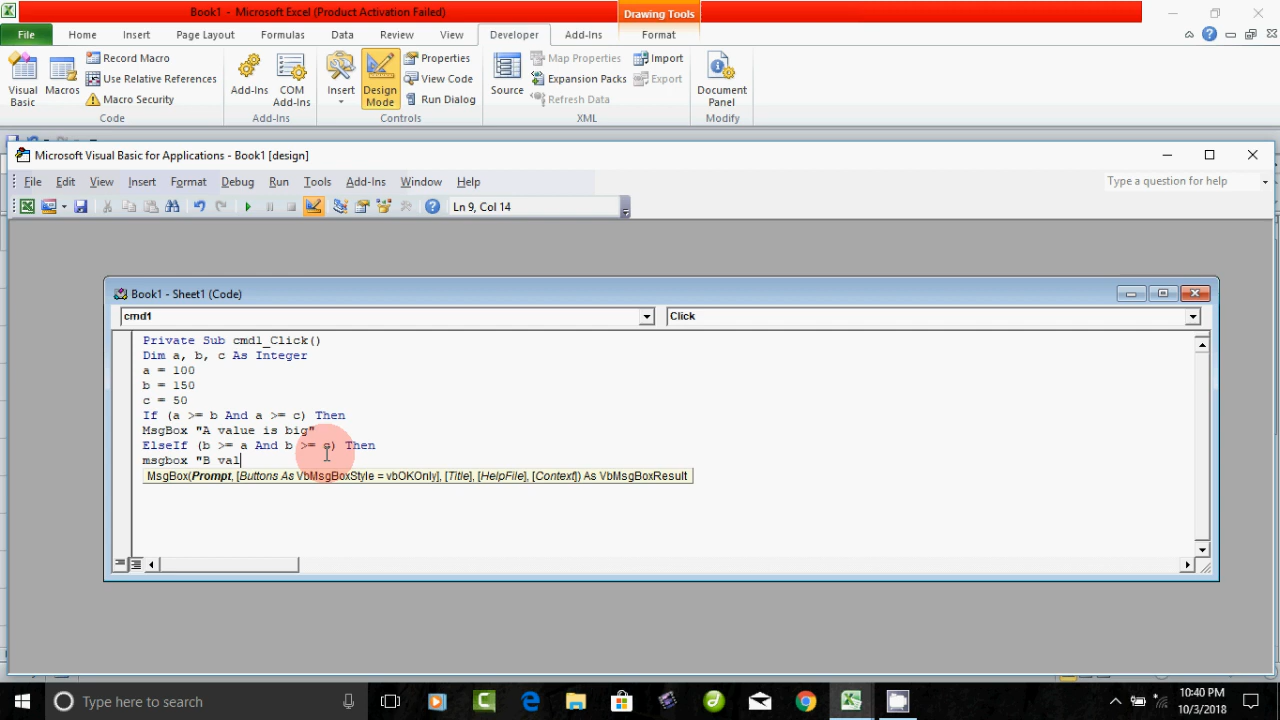 Book1 - Microsoft Excel (Product Activation Failed)
Drawing Tools
File Home Insert Page Layout Formulas Data Review View Developer Add-Ins Format
Visual Basic
Macros
Record Macro
Use Relative References
Macro Security
Code
Add-Ins
COM Add-Ins
Add-Ins
Insert
Design Mode
Properties
View Code
Run Dialog
Controls
Source
Map Properties
Expansion Packs
Refresh Data
Import
Export
XML
Document Panel
Modify
Microsoft Visual Basic for Applications - Book1 [design]
File Edit View Insert Format Debug Run Tools Add-Ins Window Help
Type a question for help
Ln 9, Col 14
Book1 - Sheet1 (Code)
cmd1
Click
Private Sub cmd1_Click()
Dim a, b, c As Integer
a = 100
b = 150
c = 50
If (a >= b And a >= c) Then
MsgBox "A value is big"
ElseIf (b >= a And b >= c) Then
msgbox "B val
MsgBox(Prompt, [Buttons As VbMsgBoxStyle = vbOKOnly], [Title], [HelpFile], [Context]) As VbMsgBoxResult
Type here to search
10:40 PM
10/3/2018